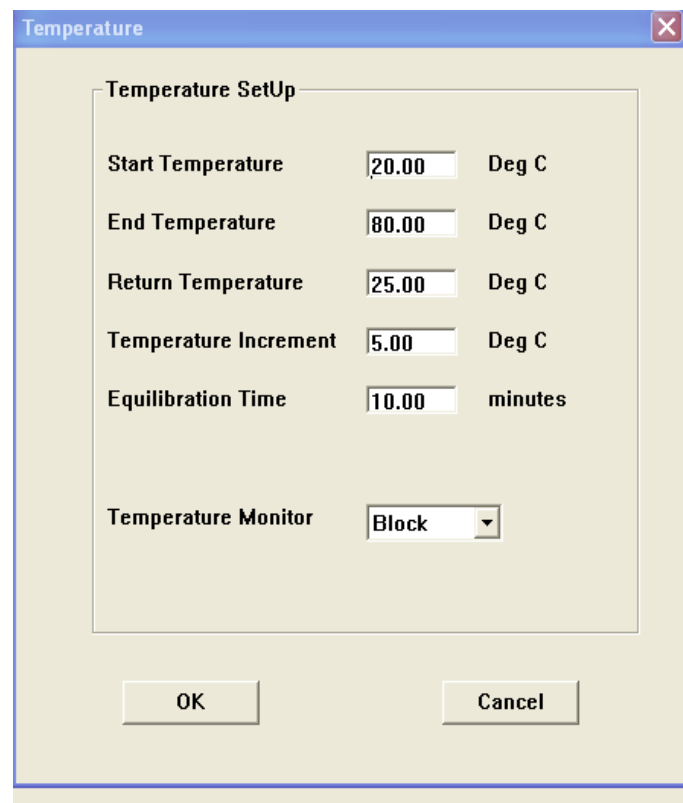 Temperature
Temperature SetUp
Start Temperature 20.00 Deg C
End Temperature 80.00 Deg C
Return Temperature 25.00 Deg C
Temperature Increment 5.00 Deg C
Equilibration Time 10.00 minutes
Temperature Monitor Block
OK Cancel